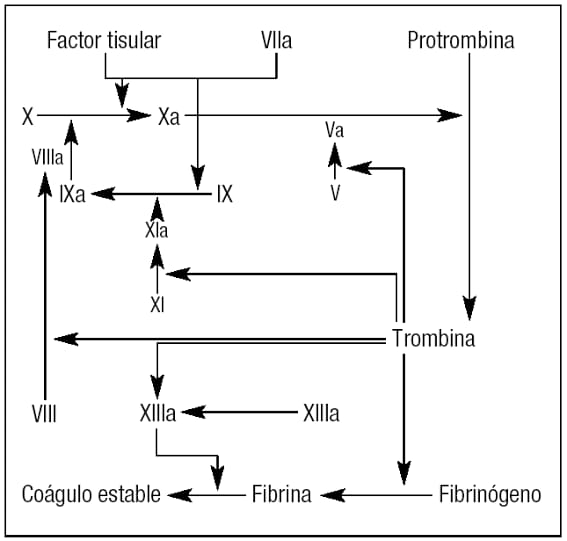 Factor tisular VIIa Protrombina
X Xa
Va
VIIIa
IXa IX V
XIa
XI
Trombina
VIII XIIIa XIIIa
Coágulo estable Fibrina Fibrinógeno